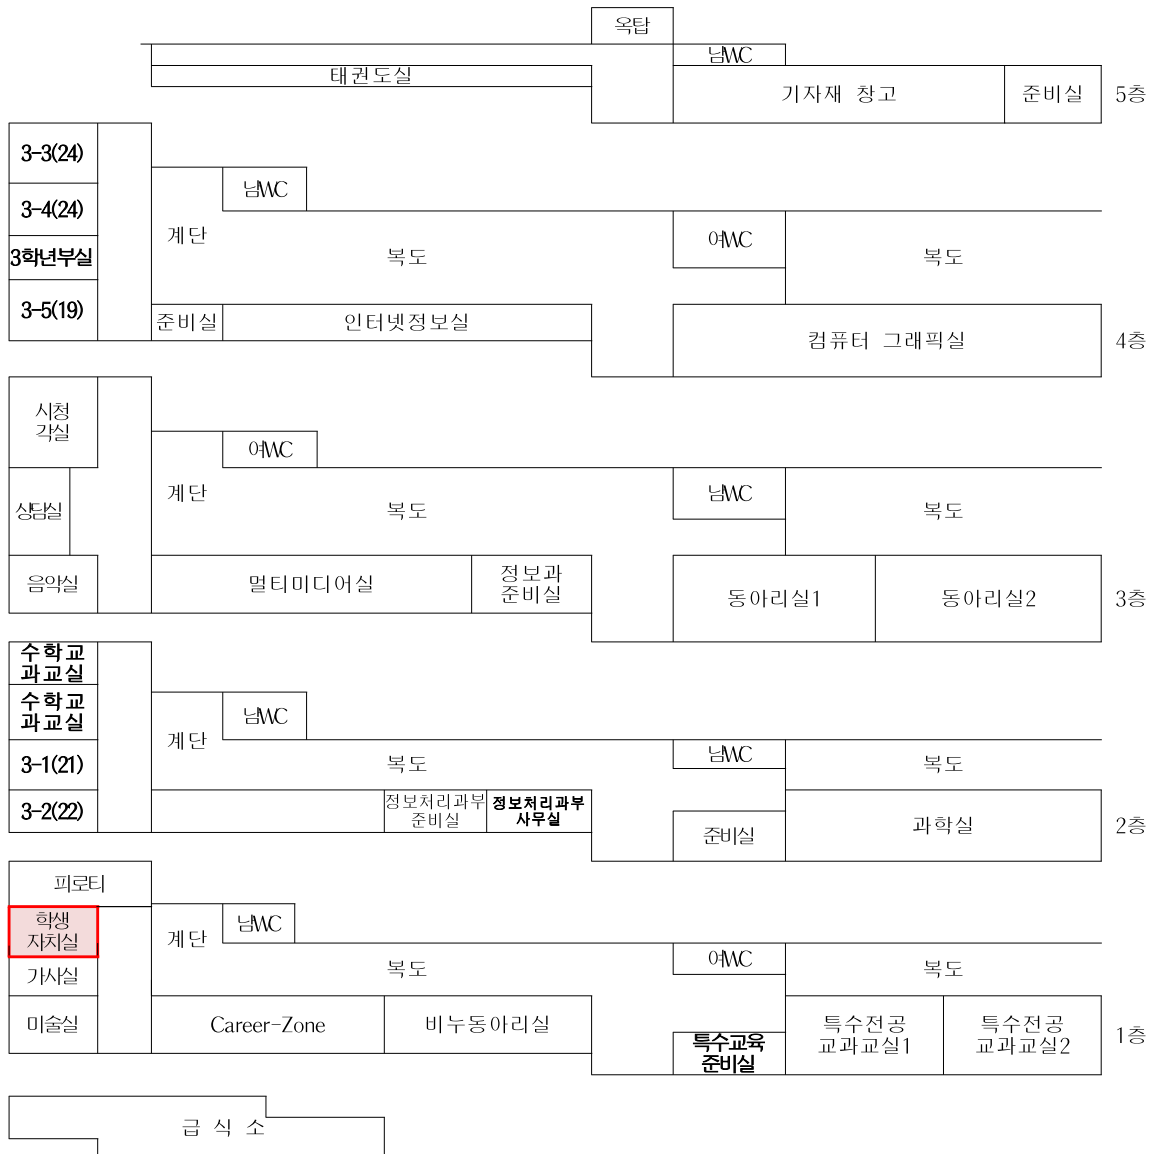 옥탑
남WC
태권도실
기자재 창고
준비실
5층
3-3(24)
3-4(24)
3학년부실
3-5(19)
남WC
계단
복도
여WC
복도
준비실
인터넷정보실
컴퓨터 그래픽실
4층
시청
각실
상담실
음악실
여WC
계단
복도
남WC
복도
멀티미디어실
정보과
준비실
동아리실1
동아리실2
3층
수학교
과교실
수학교
과교실
3-1(21)
3-2(22)
남WC
계단
복도
남WC
복도
정보처리과부
준비실
정보처리과부
사무실
준비실
과학실
2층
피로티
학생
자치실
가사실
미술실
남WC
계단
복도
여WC
복도
Career-Zone
비누동아리실
특수교육
준비실
특수전공
교과교실1
특수전공
교과교실2
1층
급 식 소